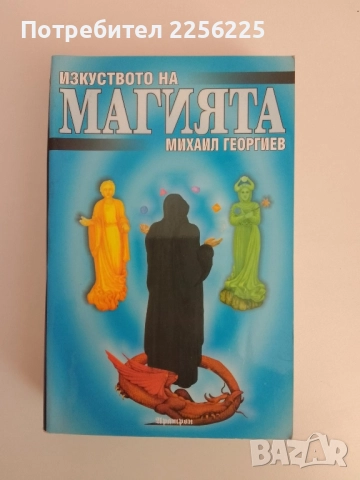 Потребител 2256225
ИЗКУСТВОТО НА
МАГИЯТА
МИХАИЛ ГЕОРГИЕВ
BAZAR